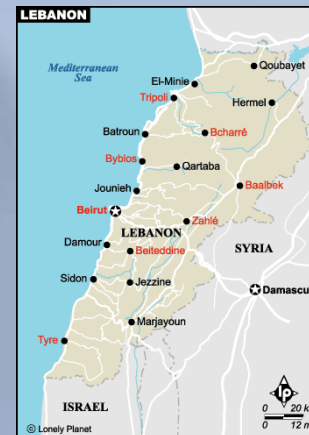 LEBANON
Mediterranean
Sea
Qoubayet
El-Minie
Tripoli
Hermel
Batroun
Bcharré
Byblos
Qartaba
Jounieh
Baalbek
Beirut
Zahlé
LEBANON
Damour
Beiteddine
SYRIA
Sidon
Jezzine
Damascu
Marjayoun
Tyre
ISRAEL
lp
0 20 k
0 12 m
© Lonely Planet